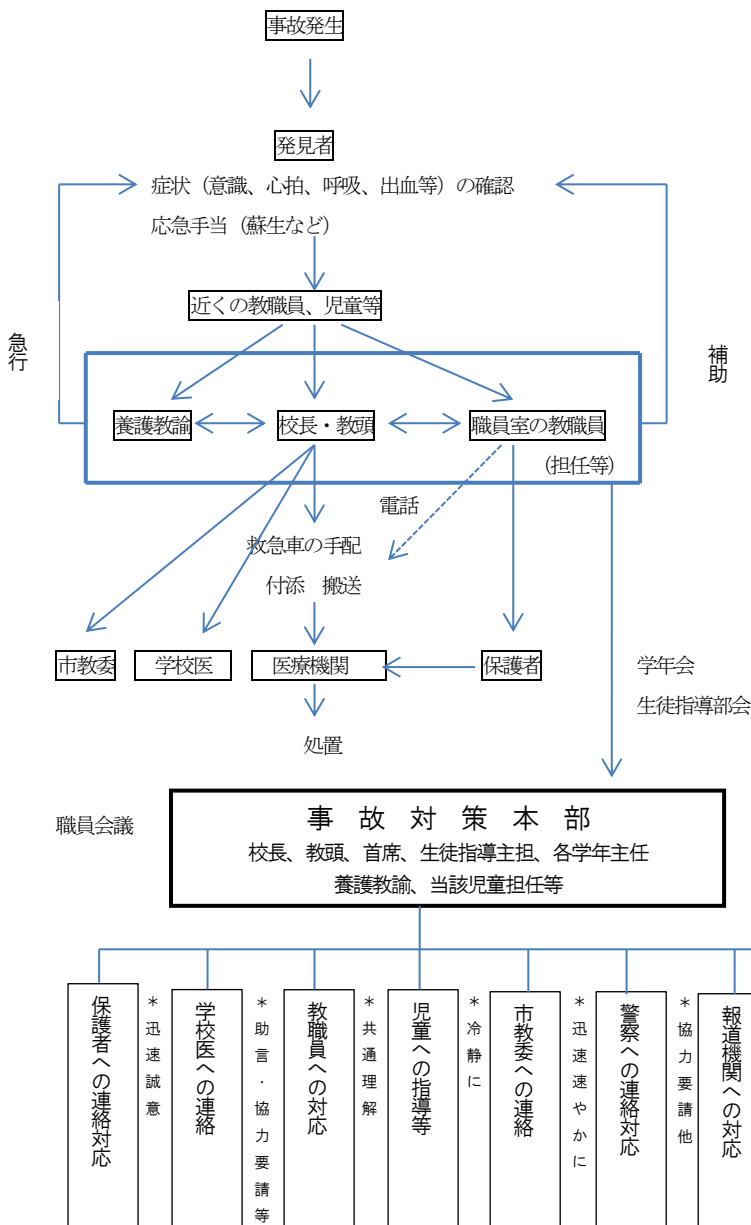 事故発生
発見者
症状（意識、心拍、呼吸、出血等）の確認
応急手当（蘇生など）
近くの教職員、児童等
急行
補助
養護教諭
校長・教頭
職員室の教職員
(担任等)
電話
救急車の手配
付添　搬送
市教委
学校医
医療機関
保護者
学年会
生徒指導部会
処置
職員会議
事　故　対　策　本　部
校長、教頭、首席、生徒指導主担、各学年主任
養護教諭、当該児童担任等
保護者への連絡対応
＊迅速誠意
学校医への連絡
＊助言・協力要請等
教職員への対応
＊共通理解
児童への指導等
＊冷静に
市教委への連絡
＊迅速速やかに
警察への連絡対応
＊協力要請他
報道機関への対応